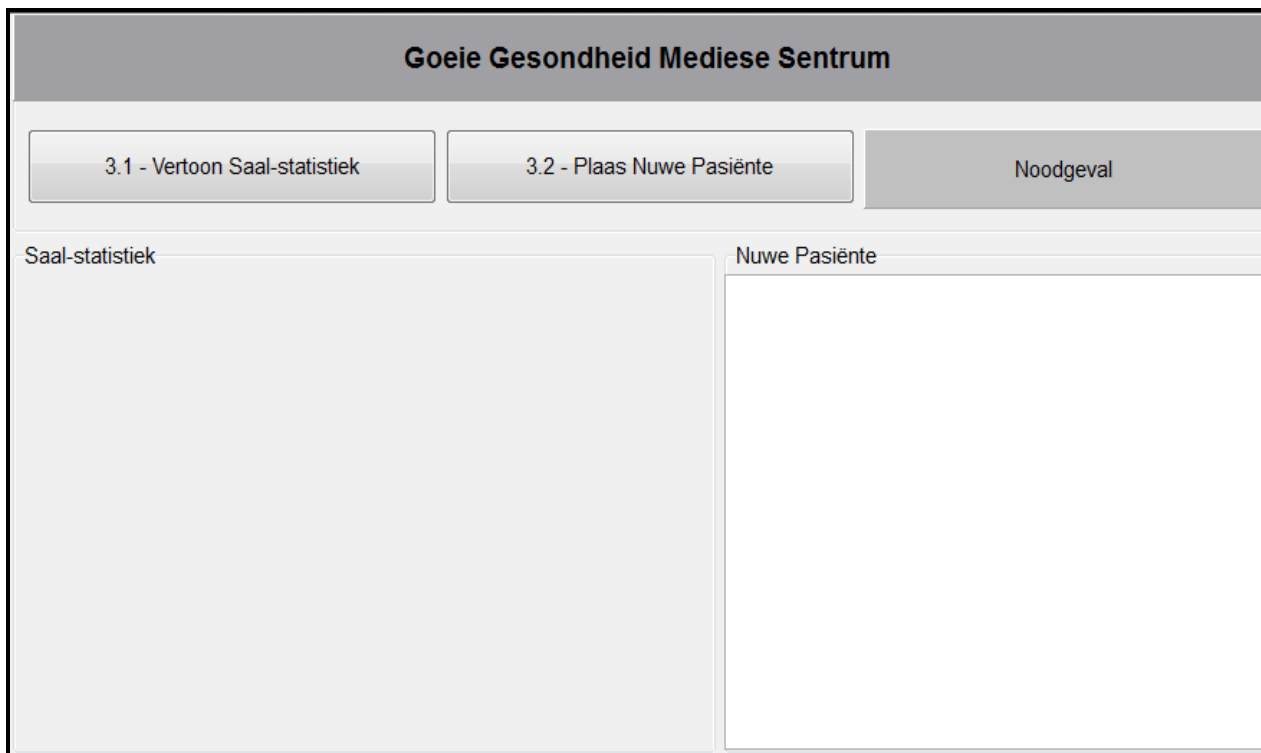 Goeie Gesondheid Mediese Sentrum
3.1 - Vertoon Saal-statistiek
3.2 - Plaas Nuwe Pasiënte
Noodgeval
Saal-statistiek
Nuwe Pasiënte